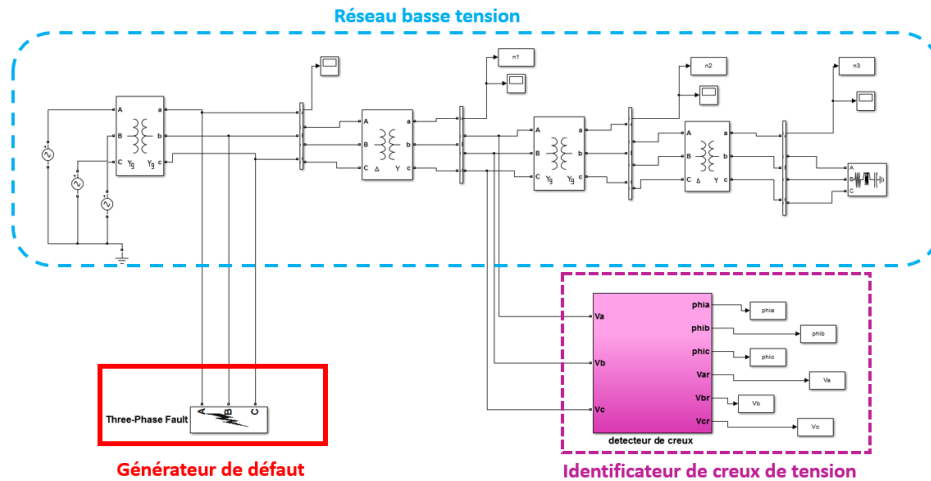 Réseau basse tension
n1
n2
n3
A
B
C
a
b
c
Yg
Yg
A
B
C
a
b
c
Δ
Y
A
B
C
a
b
c
Yg
Yg
A
B
C
a
b
c
Δ
Y
A
B
C
Va
Vb
Vc
phia
phib
phic
Var
Vbr
Vcr
phia
phib
phic
Va
Vb
Vc
detecteur de creux
Three-Phase Fault
A
B
C
Générateur de défaut
Identificateur de creux de tension